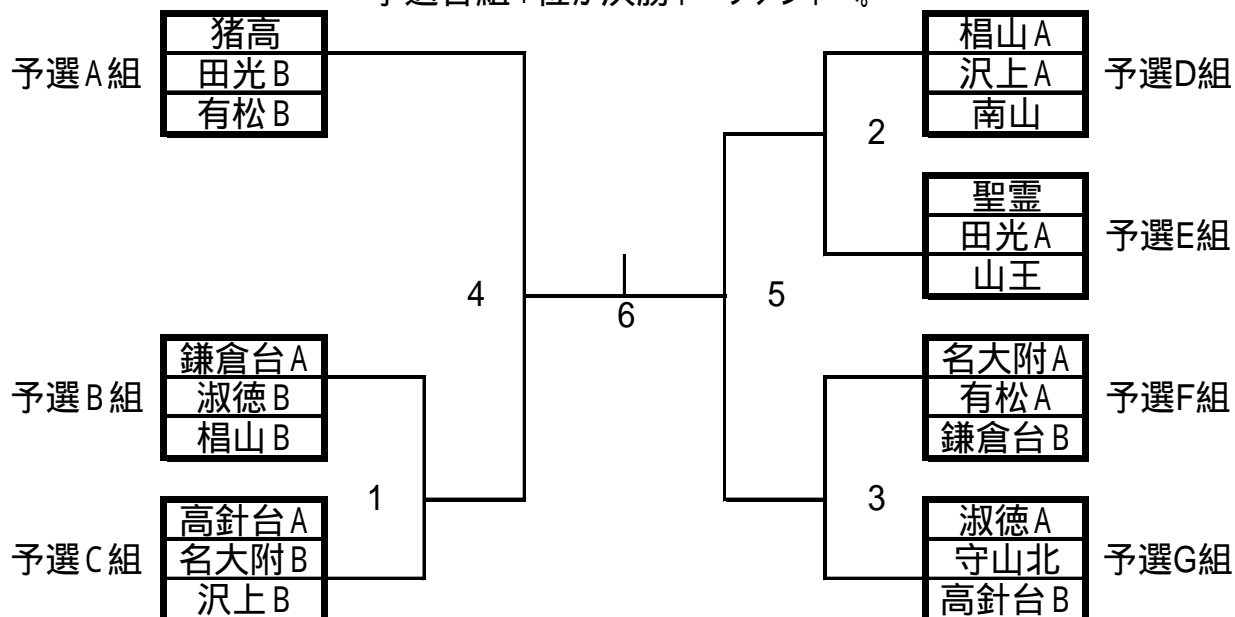 猪高
予選A組 田光B
有松B
4
予選B組
鎌倉台A
淑徳B
椙山B
1
予選C組
高針台A
名大附B
沢上B
6
5
2
椙山A
沢上A
南山
予選D組
聖霊
田光A
山王
予選E組
3
名大附A
有松A
鎌倉台B
予選F組
淑徳A
守山北
高針台B
予選G組